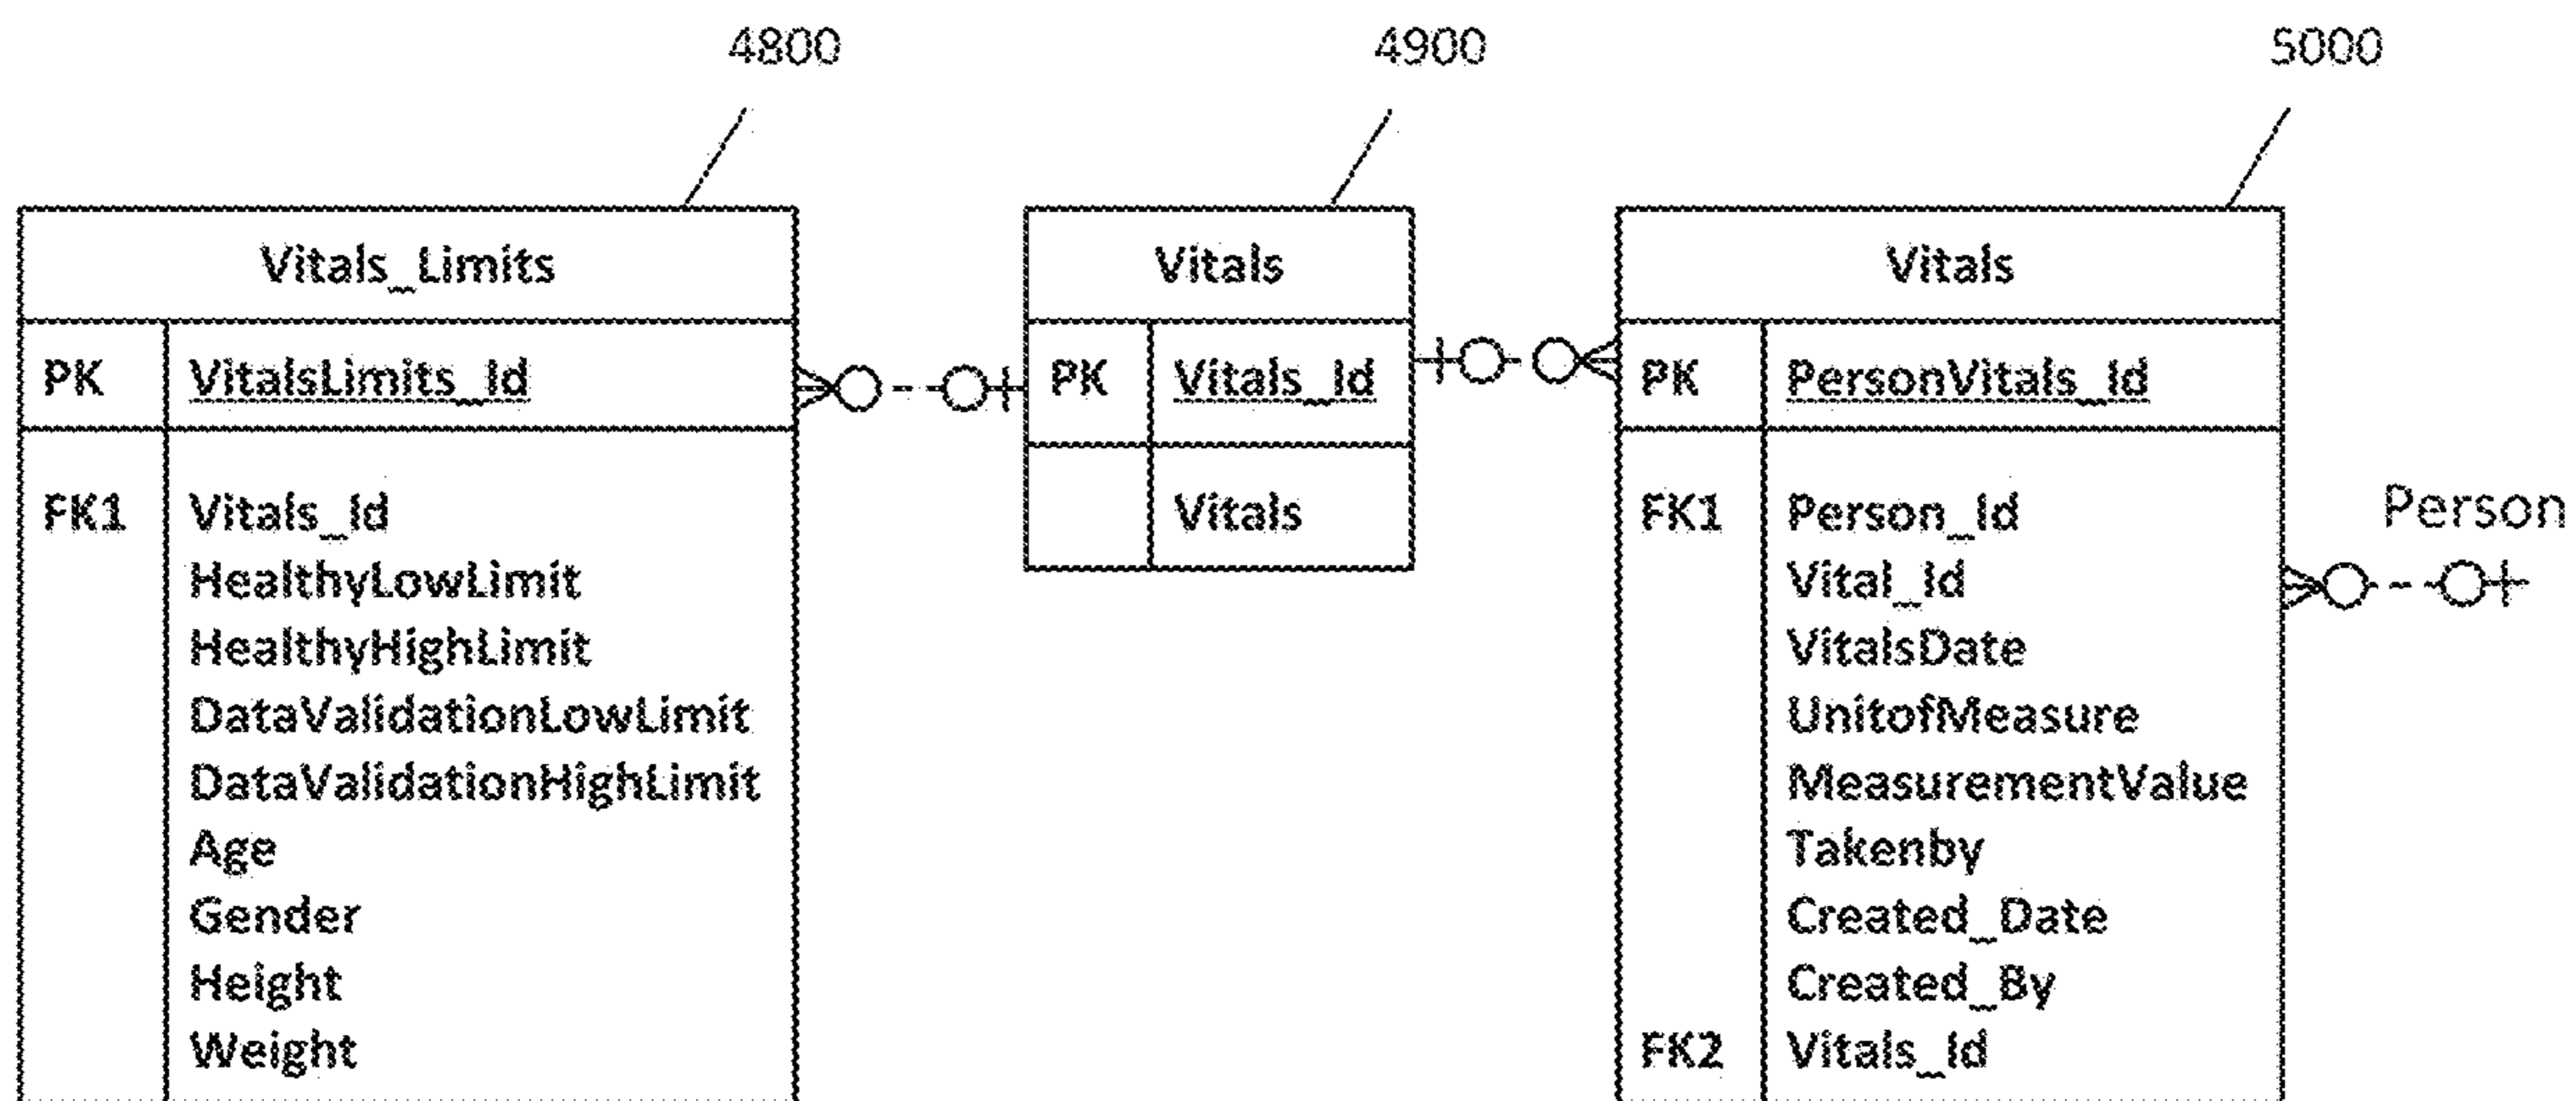 4800
4900
5000
Vitals_Limits
PK VitalsLimits_Id
FK1 Vitals_Id
HealthyLowLimit
HealthyHighLimit
DataValidationLowLimit
DataValidationHighLimit
Age
Gender
Height
Weight
Vitals
PK Vitals_Id
Vitals
Vitals
PK PersonVitals_Id
FK1 Person_Id
Vital_Id
VitalsDate
UnitofMeasure
MeasurementValue
Takenby
Created_Date
Created_By
FK2 Vitals_Id
Person